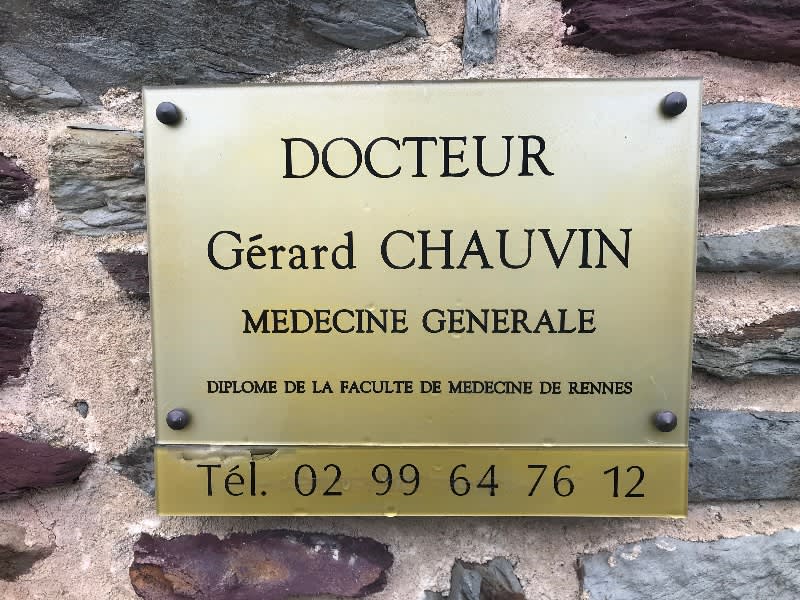 DOCTEUR
Gérard CHAUVIN
MEDECINE GENERALE
DIPLOME DE LA FACULTE DE MEDECINE DE RENNES
Tél. 02 99 64 76 12